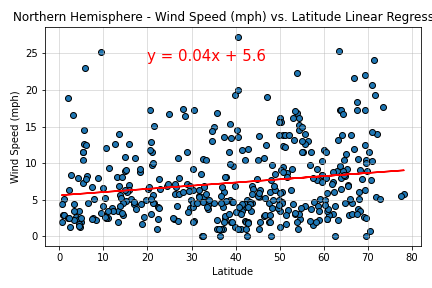 Northern Hemisphere - Wind Speed (mph) vs. Latitude Linear Regress
y = 0.04x + 5.6
Wind Speed (mph)
25
20
15
10
5
0
0 10 20 30 40 50 60 70 80
Latitude